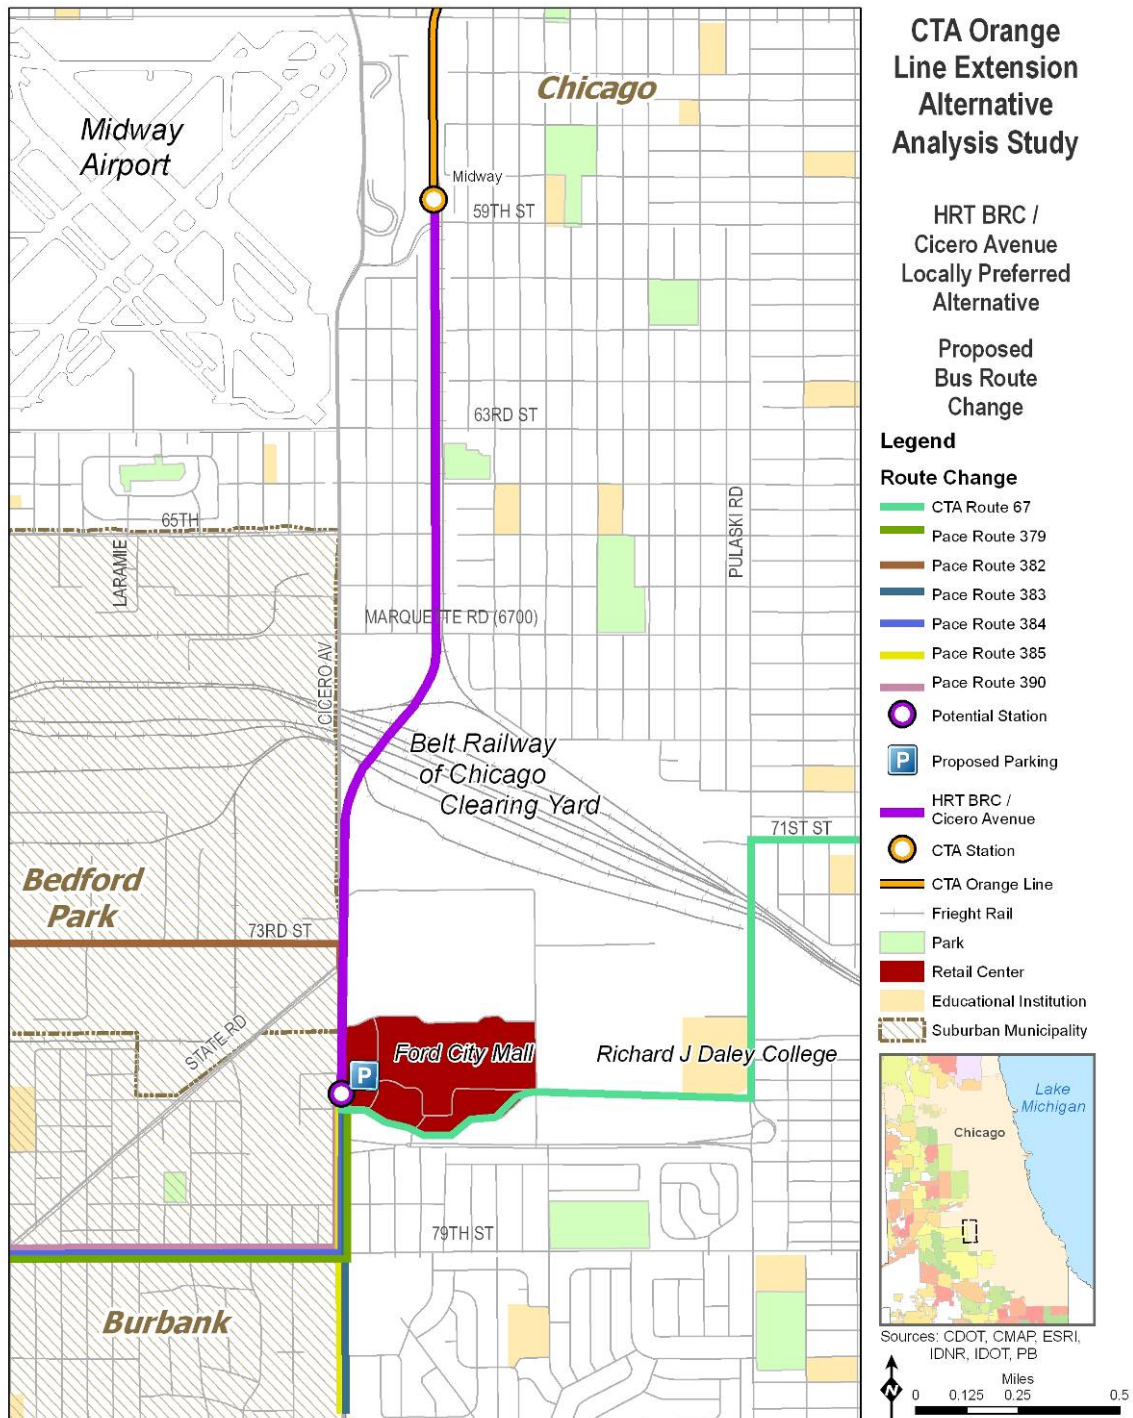 CTA Orange
Line Extension
Alternative
Analysis Study
HRT BRC /
Cicero Avenue
Locally Preferred
Alternative
Proposed
Bus Route
Change
Legend
Route Change
CTA Route 67
Pace Route 379
Pace Route 382
Pace Route 383
Pace Route 384
Pace Route 385
Pace Route 390
Potential Station
P
Proposed Parking
HRT BRC /
Cicero Avenue
CTA Station
CTA Orange Line
Frieght Rail
Park
Retail Center
Educational Institution
Suburban Municipality
Lake
Michigan
Chicago
Sources: CDOT, CMAP, ESRI,
IDNR, IDOT, PB
N
Miles
0 0.125 0.25 0.5
Midway
Airport
Chicago
Midway
59TH ST
63RD ST
65TH
LARAMIE
PULASKI RD
MARQUETTE RD (6700)
CICERO AV
Belt Railway
of Chicago
Clearing Yard
71ST ST
Bedford
Park
73RD ST
STATE RD
P
Ford City Mall
Richard J Daley College
79TH ST
Burbank